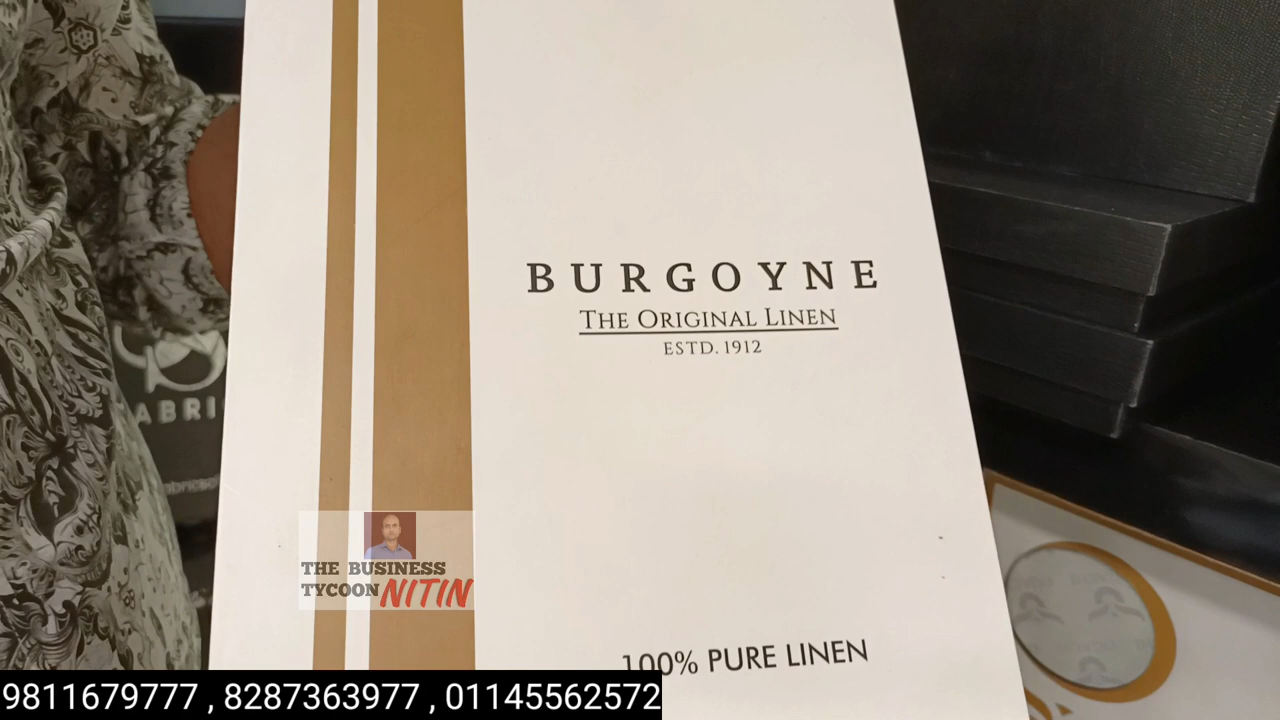 BURGOYNE
THE ORIGINAL LINEN
ESTD. 1912
THE BUSINESS
TYCOON NITIN
100% PURE LINEN
9811679777 , 8287363977 , 01145562572